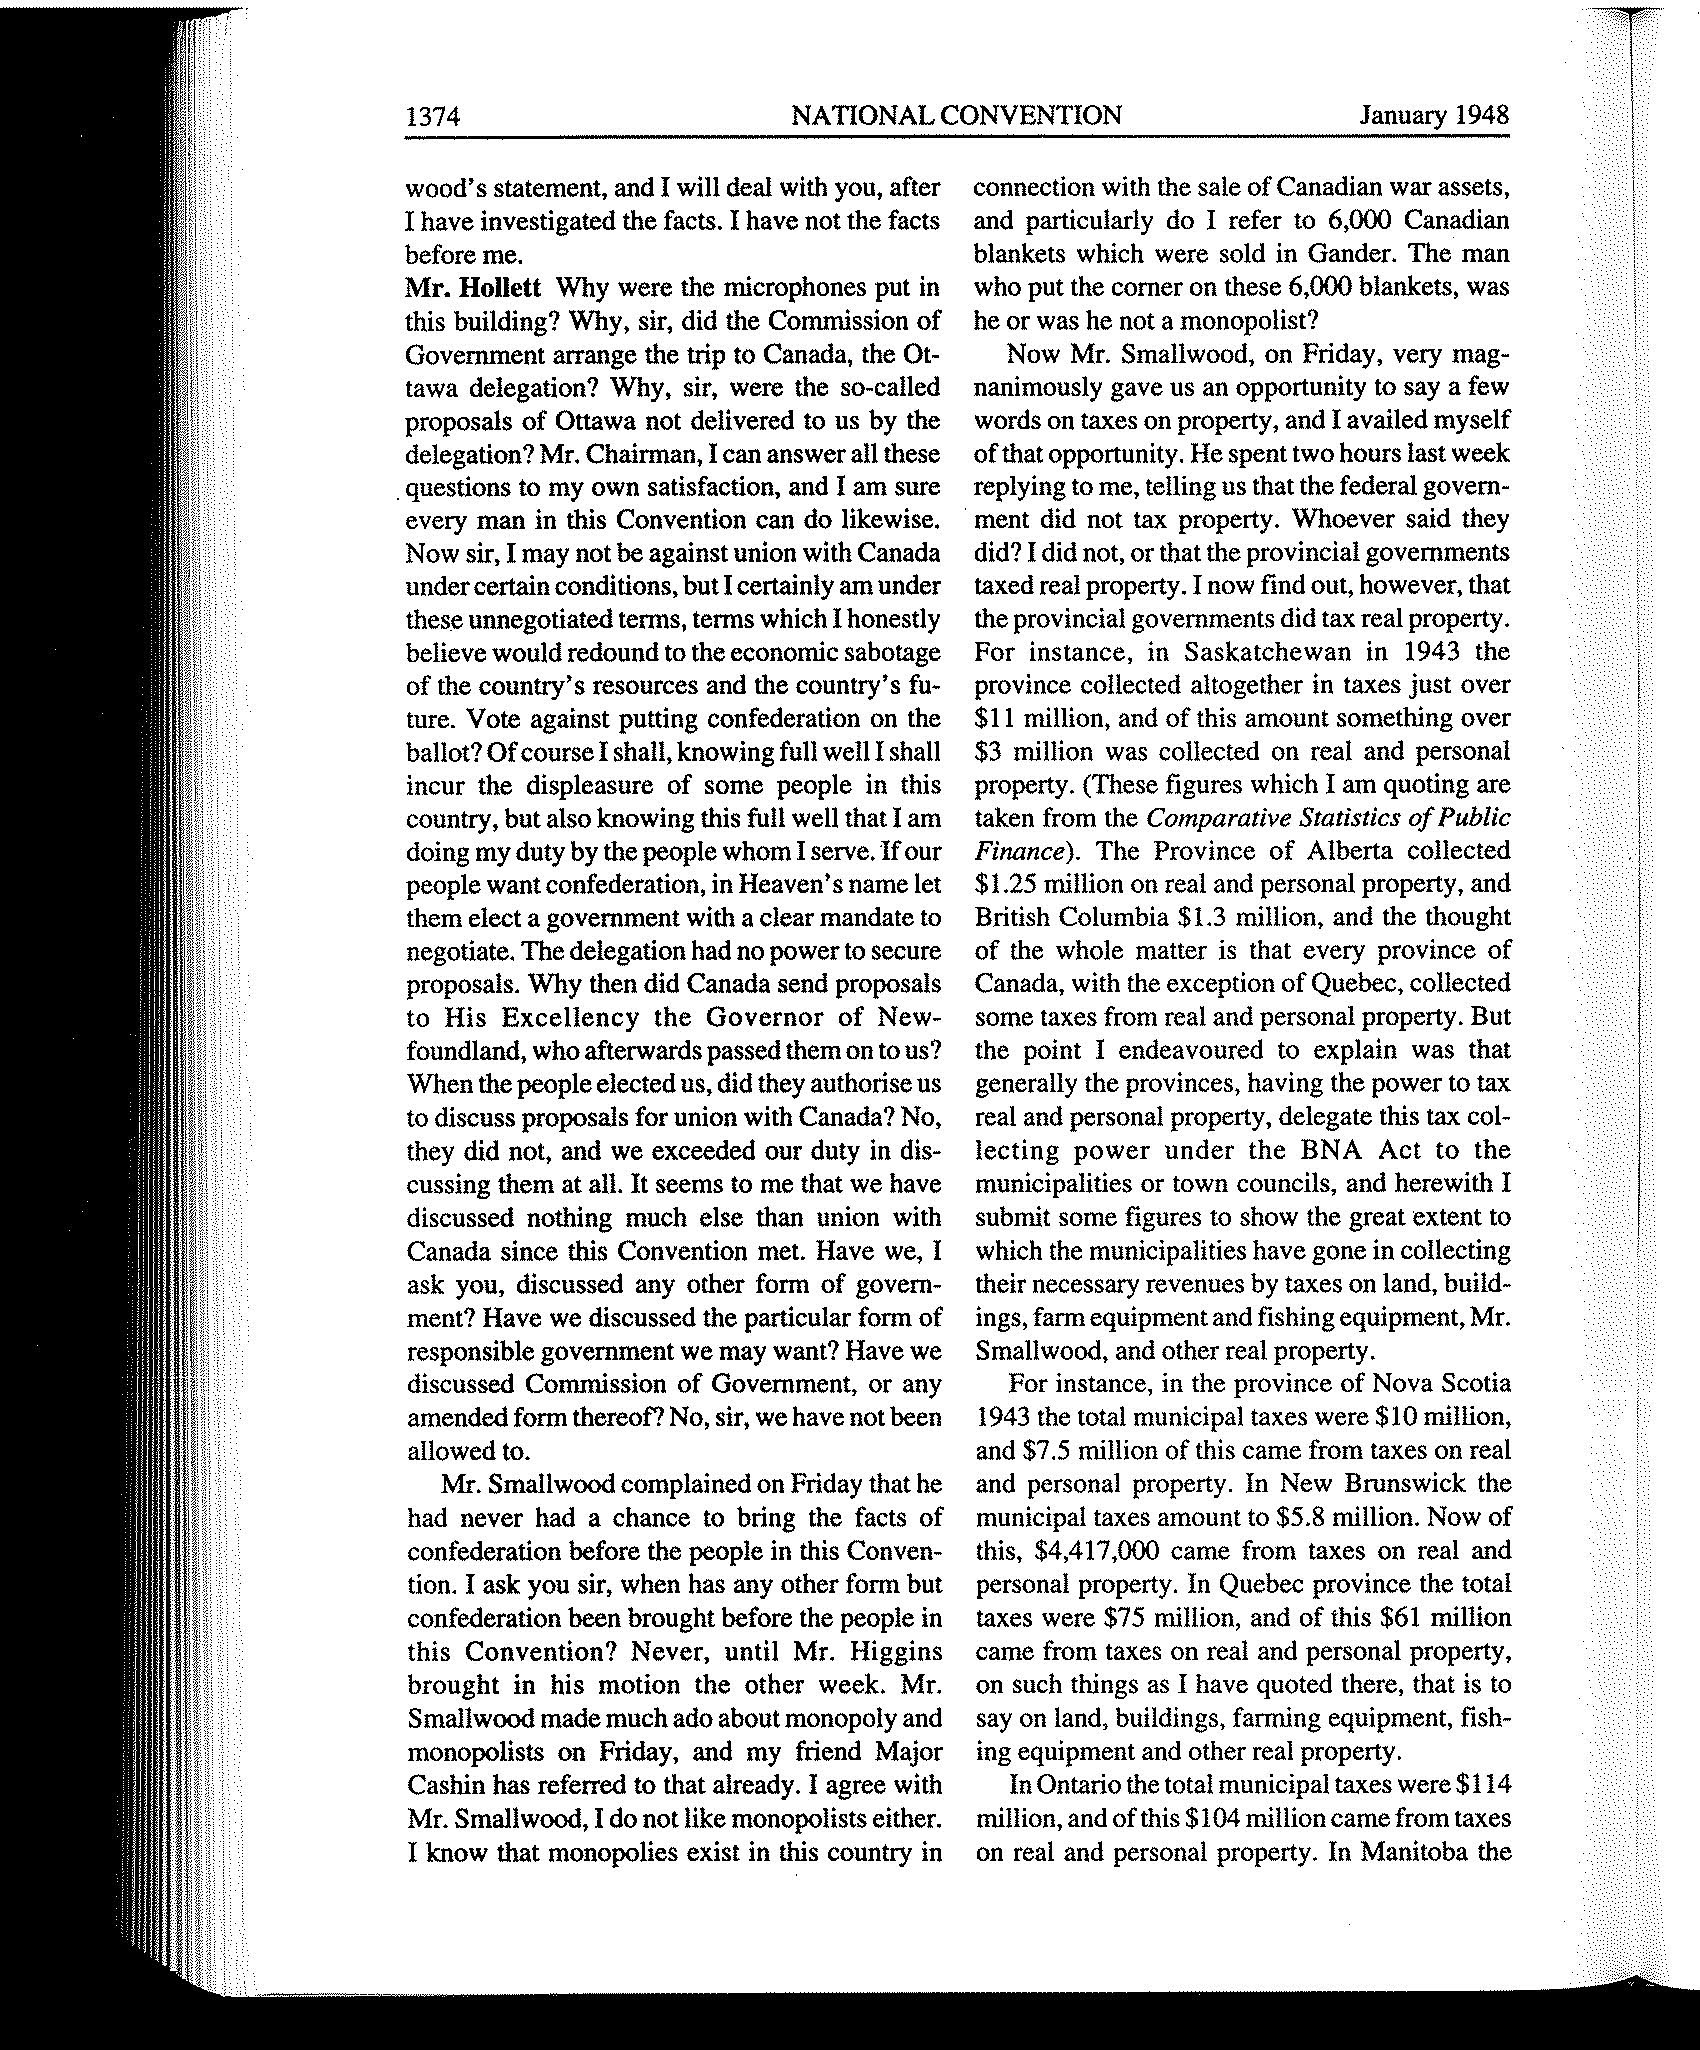 1374 NATIONAL CONVENTION January 1948
wood's statement, and I will deal with you, after
I have investigated the facts. I have not the facts
before me.
Mr. Hollett Why were the microphones put in
this building? Why, sir, did the Commission of
Government arrange the trip to Canada, the Ot-
tawa delegation? Why, sir, were the so-called
proposals of Ottawa not delivered to us by the
delegation? Mr. Chairman, I can answer all these
questions to my own satisfaction, and I am sure
every man in this Convention can do likewise.
Now sir, I may not be against union with Canada
under certain conditions, but I certainly am under
these unnegotiated terms, terms which I honestly
believe would redound to the economic sabotage
of the country's resources and the country's fu-
ture. Vote against putting confederation on the
ballot? Of course I shall, knowing full well I shall
incur the displeasure of some people in this
country, but also knowing this full well that I am
doing my duty by the people whom I serve. If our
people want confederation, in Heaven's name let
them elect a government with a clear mandate to
negotiate. The delegation had no power to secure
proposals. Why then did Canada send proposals
to His Excellency the Governor of New-
foundland, who afterwards passed them on to us?
When the people elected us, did they authorise us
to discuss proposals for union with Canada? No,
they did not, and we exceeded our duty in dis-
cussing them at all. It seems to me that we have
discussed nothing much else than union with
Canada since this Convention met. Have we, I
ask you, discussed any other form of govern-
ment? Have we discussed the particular form of
responsible government we may want? Have we
discussed Commission of Government, or any
amended form thereof? No, sir, we have not been
allowed to.
Mr. Smallwood complained on Friday that he
had never had a chance to bring the facts of
confederation before the people in this Conven-
tion. I ask you sir, when has any other form but
confederation been brought before the people in
this Convention? Never, until Mr. Higgins
brought in his motion the other week. Mr.
Smallwood made much ado about monopoly and
monopolists on Friday, and my friend Major
Cashin has referred to that already. I agree with
Mr. Smallwood, I do not like monopolists either.
I know that monopolies exist in this country in
connection with the sale of Canadian war assets,
and particularly do I refer to 6,000 Canadian
blankets which were sold in Gander. The man
who put the corner on these 6,000 blankets, was
he or was he not a monopolist?
Now Mr. Smallwood, on Friday, very mag-
nanimously gave us an opportunity to say a few
words on taxes on property, and I availed myself
of that opportunity. He spent two hours last week
replying to me, telling us that the federal govern-
ment did not tax property. Whoever said they
did? I did not, or that the provincial governments
taxed real property. I now find out, however, that
the provincial governments did tax real property.
For instance, in Saskatchewan in 1943 the
province collected altogether in taxes just over
$11 million, and of this amount something over
$3 million was collected on real and personal
property. (These figures which I am quoting are
taken from the Comparative Statistics of Public
Finance). The Province of Alberta collected
$1.25 million on real and personal property, and
British Columbia $1.3 million, and the thought
of the whole matter is that every province of
Canada, with the exception of Quebec, collected
some taxes from real and personal property. But
the point I endeavoured to explain was that
generally the provinces, having the power to tax
real and personal property, delegate this tax col-
lecting power under the BNA Act to the
municipalities or town councils, and herewith I
submit some figures to show the great extent to
which the municipalities have gone in collecting
their necessary revenues by taxes on land, build-
ings, farm equipment and fishing equipment, Mr.
Smallwood, and other real property.
For instance, in the province of Nova Scotia
1943 the total municipal taxes were $10 million,
and $7.5 million of this came from taxes on real
and personal property. In New Brunswick the
municipal taxes amount to $5.8 million. Now of
this, $4,417,000 came from taxes on real and
personal property. In Quebec province the total
taxes were $75 million, and of this $61 million
came from taxes on real and personal property,
on such things as I have quoted there, that is to
say on land, buildings, farming equipment, fish-
ing equipment and other real property.
In Ontario the total municipal taxes were $114
million, and of this $104 million came from taxes
on real and personal property. In Manitoba the